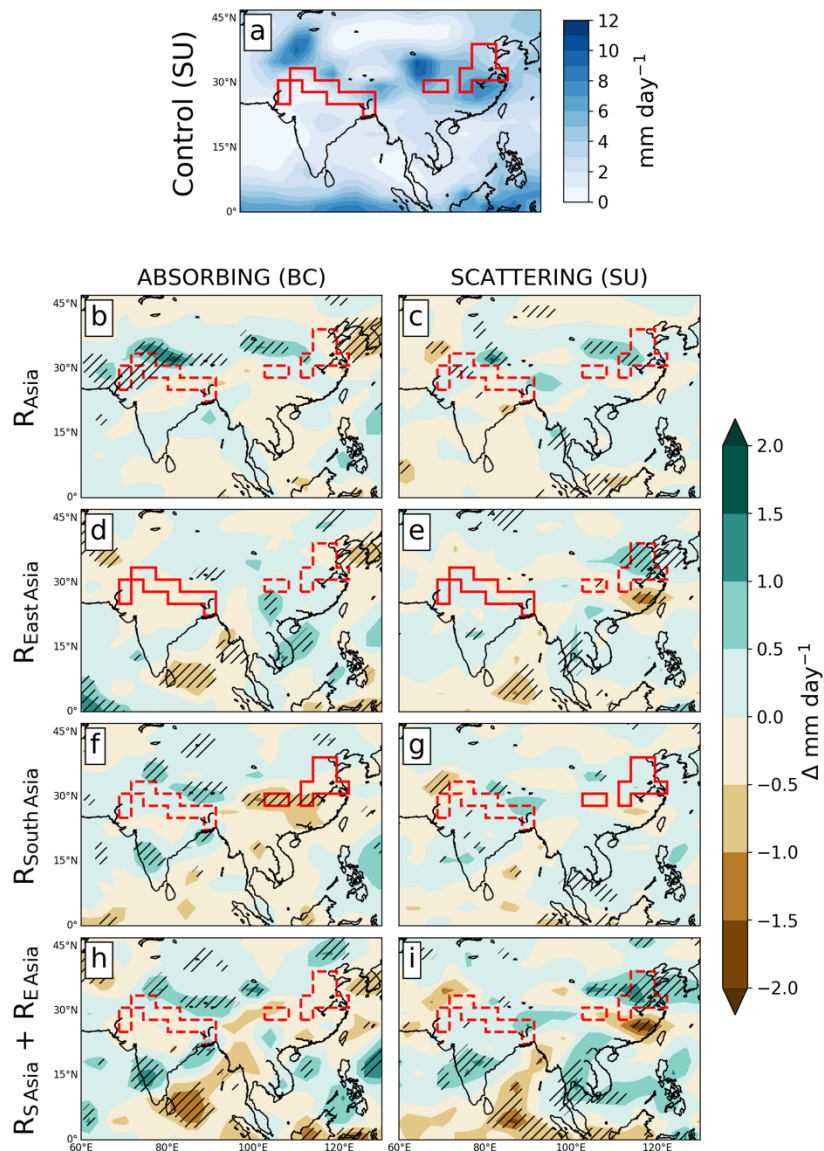 45°N
30°N
15°N
0°
a
Control (SU)
12
10
8
6
4
2
0
mm day⁻¹
ABSORBING (BC)
SCATTERING (SU)
R_Asia
45°N
30°N
15°N
0°
b
c
R_East Asia
45°N
30°N
15°N
0°
d
e
R_South Asia
45°N
30°N
15°N
0°
f
g
R_S Asia + R_E Asia
45°N
30°N
15°N
0°
h
i
60°E
80°E
100°E
120°E
60°E
80°E
100°E
120°E
2.0
1.5
1.0
0.5
0.0
−0.5
−1.0
−1.5
−2.0
Δ mm day⁻¹